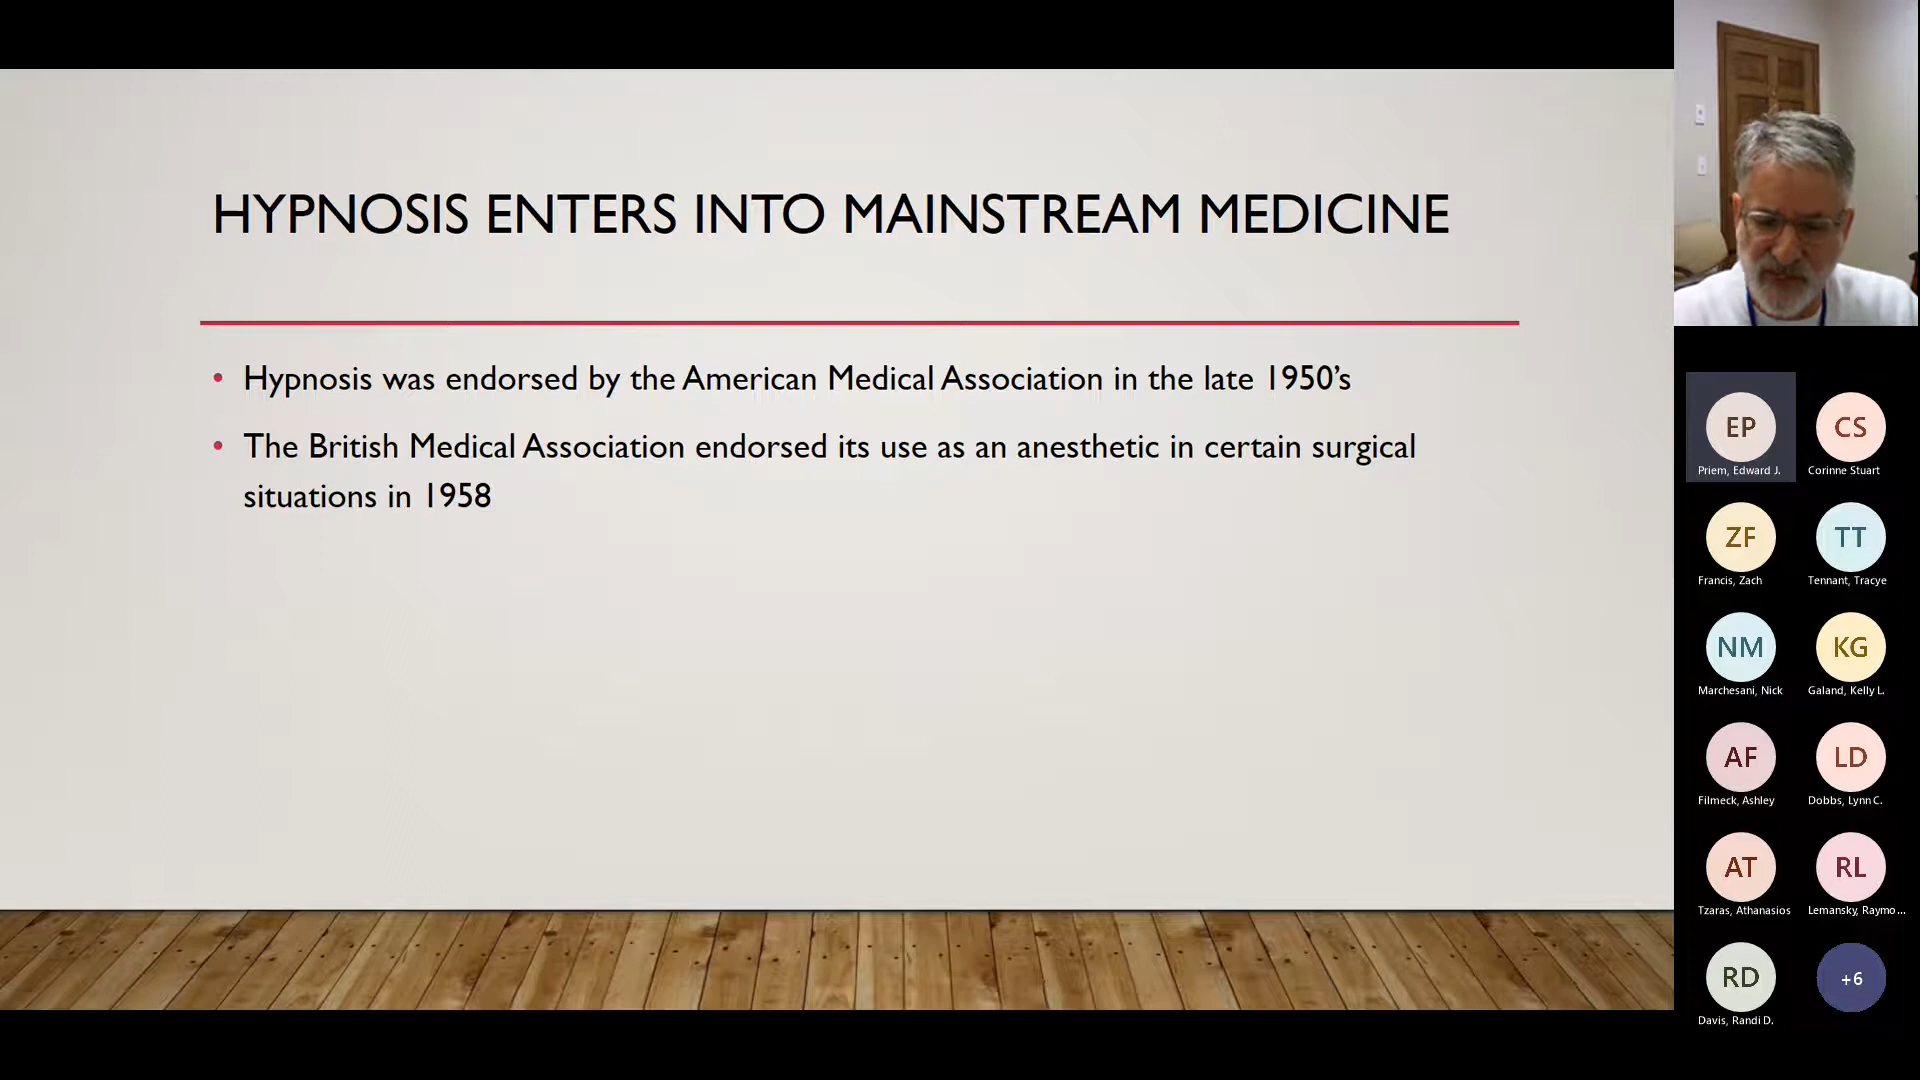 HYPNOSIS ENTERS INTO MAINSTREAM MEDICINE
• Hypnosis was endorsed by the American Medical Association in the late 1950's
• The British Medical Association endorsed its use as an anesthetic in certain surgical
situations in 1958
EP
Priem, Edward J.
CS
Corinne Stuart
ZF
Francis, Zach
TT
Tennant, Tracye
NM
Marchesani, Nick
KG
Galand, Kelly L.
AF
Filmeck, Ashley
LD
Dobbs, Lynn C.
AT
Tzaras, Athanasios
RL
Lemansky, Raymo...
RD
Davis, Randi D.
+6